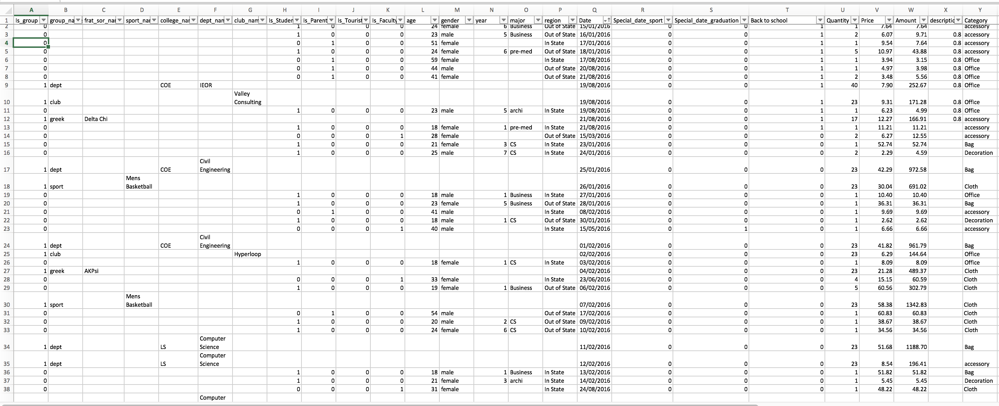 A B C D E F G H I J K L M N O P Q R S T U V W X Y
1 Is_group group_na frat_sor_nar sport_nar college_nar dept_nam club_nam Is_Studen Is_Parent Is_Tourist Is_Faculty age gender year major region Date Special_date_sport Special_date_graduation Back to school Quantity Price Amount descriptic Category
2 0 1 0 0 0 24 female 6 Business Out of State 15/01/2016 0 0 1 1 7.64 7.64 accessory
3 0 1 0 0 0 23 male 5 Business Out of State 16/01/2016 0 0 1 2 6.07 9.71 0.8 accessory
4 0 0 1 0 0 51 female In State 17/01/2016 0 0 1 1 9.54 7.64 0.8 accessory
5 0 1 0 0 0 24 female 6 pre-med Out of State 18/01/2016 0 0 1 5 10.97 43.88 0.8 accessory
6 0 0 1 0 0 59 female In State 17/08/2016 0 0 1 1 3.94 3.15 0.8 Office
7 0 0 1 0 0 44 male Out of State 20/08/2016 0 0 1 1 4.97 3.98 0.8 Office
8 0 0 1 0 0 41 female Out of State 21/08/2016 0 0 1 2 3.48 5.56 0.8 Office
9 1 dept COE IEOR 19/08/2016 0 0 1 40 7.90 252.67 0.8 Office
Valley
10 1 club Consulting 19/08/2016 0 0 1 23 9.31 171.28 0.8 Office
11 0 1 0 0 0 23 male 5 archi In State 19/08/2016 0 0 1 1 6.23 4.99 0.8 Office
12 1 greek Delta Chi 21/08/2016 0 0 1 17 12.27 166.91 0.8 accessory
13 0 1 0 0 0 18 female 1 pre-med In State 21/08/2016 0 0 1 1 11.21 11.21 accessory
14 0 0 0 0 1 28 female Out of State 15/03/2016 0 0 0 2 6.27 12.55 accessory
15 0 1 0 0 0 21 female 3 CS In State 23/01/2016 0 0 0 1 52.74 52.74 Bag
16 0 1 0 0 0 25 male 7 CS In State 24/01/2016 0 0 0 2 2.29 4.59 Decoration
Civil
17 1 dept COE Engineering 25/01/2016 0 0 0 23 42.29 972.58 Bag
Mens
18 1 sport Basketball 26/01/2016 0 0 0 23 30.04 691.02 Cloth
19 0 1 0 0 0 18 male 1 Business In State 27/01/2016 0 0 0 1 10.40 10.40 Office
20 0 1 0 0 0 23 female 5 Business Out of State 28/01/2016 0 0 0 1 36.31 36.31 Bag
21 0 0 1 0 0 41 male In State 08/02/2016 0 0 0 1 9.69 9.69 accessory
22 0 1 0 0 0 18 male 1 CS Out of State 30/01/2016 0 0 0 1 2.62 2.62 Decoration
23 0 0 0 0 1 40 male In State 15/05/2016 0 1 0 1 6.66 6.66 accessory
Civil
24 1 dept COE Engineering 01/02/2016 0 0 0 23 41.82 961.79 Bag
25 1 club Hyperloop 02/02/2016 0 0 0 23 6.29 144.64 Office
26 0 1 0 0 0 18 female 1 CS In State 03/02/2016 0 0 0 1 8.09 8.09 Office
27 1 greek AKPsi 04/02/2016 0 0 0 23 21.28 489.37 Cloth
28 0 0 0 0 1 33 female In State 23/06/2016 0 0 0 4 15.15 60.59 Cloth
29 0 1 0 0 0 19 female 1 Business Out of State 06/02/2016 0 0 0 5 60.56 302.79 Cloth
Mens
30 1 sport Basketball 07/02/2016 0 0 0 23 58.38 1342.83 Cloth
31 0 0 1 0 0 54 male Out of State 17/02/2016 0 0 0 1 60.83 60.83 Cloth
32 0 1 0 0 0 20 male 2 CS Out of State 09/02/2016 0 0 0 1 38.67 38.67 Cloth
33 0 1 0 0 0 24 female 6 CS Out of State 10/02/2016 0 0 0 1 34.56 34.56 Cloth
Computer
34 1 dept LS Science 11/02/2016 0 0 0 23 51.68 1188.70 Bag
Computer
35 1 dept LS Science 12/02/2016 0 0 0 23 8.54 196.41 accessory
36 0 1 0 0 0 18 male 1 Business In State 13/02/2016 0 0 0 1 51.82 51.82 Bag
37 0 1 0 0 0 21 female 3 archi In State 14/02/2016 0 0 0 1 5.45 5.45 Decoration
38 0 0 0 0 1 31 female In State 24/08/2016 0 0 0 1 48.22 48.22 Cloth
Computer